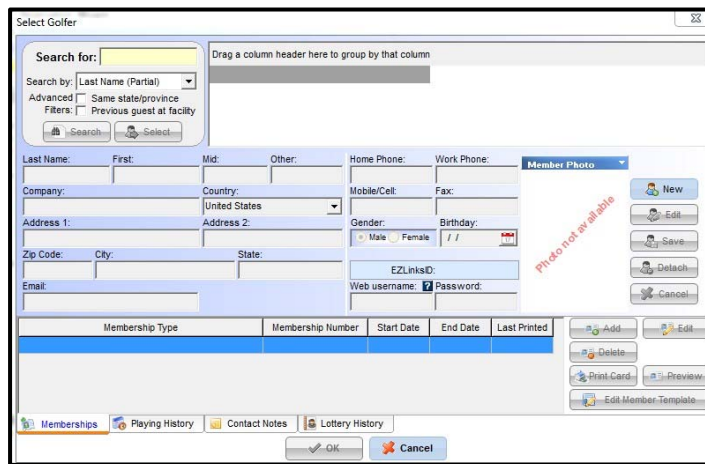 Select Golfer
Search for:
Drag a column header here to group by that column
Search by: Last Name (Partial)
Advanced Same state/province
Filters: Previous guest at facility
Search Select
Last Name: First: Mid: Other: Home Phone: Work Phone:
Member Photo
New
Company: Country: Mobile/Cell: Fax:
United States
Edit
Address 1: Address 2: Gender: Birthday:
Male Female / /
Photo not available
Save
Zip Code: City: State:
EZLinksID:
Detach
Email: Web username: ? Password:
Cancel
Membership Type Membership Number Start Date End Date Last Printed
Add Edit
Delete
Print Card Preview
Edit Member Template
Memberships Playing History Contact Notes Lottery History
OK Cancel